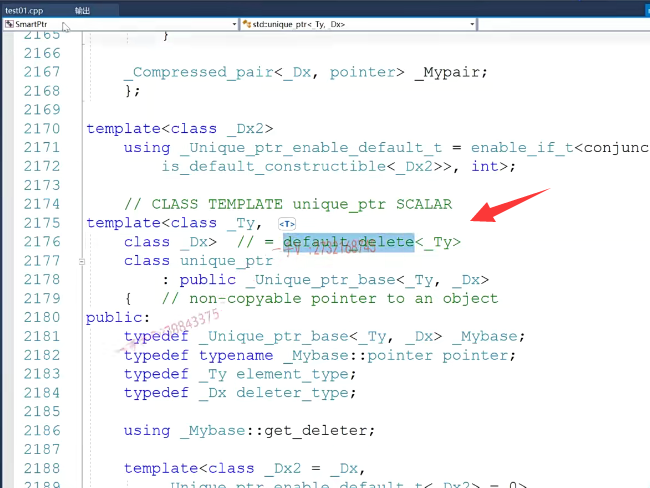 test01.cpp 输出
SmartPtr std::unique_ptr<_Ty, _Dx>
2165 }
2166
2167 _Compressed_pair<_Dx, pointer> _Mypair;
2168 };
2169
2170 template<class _Dx2>
2171 using _Unique_ptr_enable_default_t = enable_if_t<conjunc
2172 is_default_constructible<_Dx2>>, int>;
2173
2174 // CLASS TEMPLATE unique_ptr SCALAR
2175 template<class _Ty, <T>
2176 class _Dx> // = default_delete<_Ty>
2177 class unique_ptr
2178 : public _Unique_ptr_base<_Ty, _Dx>
2179 { // non-copyable pointer to an object
2180 public:
2181 typedef _Unique_ptr_base<_Ty, _Dx> _Mybase;
2182 typedef typename _Mybase::pointer pointer;
2183 typedef _Ty element_type;
2184 typedef _Dx deleter_type;
2185
2186 using _Mybase::get_deleter;
2187
2188 template<class _Dx2 = _Dx,
_Unique_ptr_enable_default_t<_Dx2> = 0>